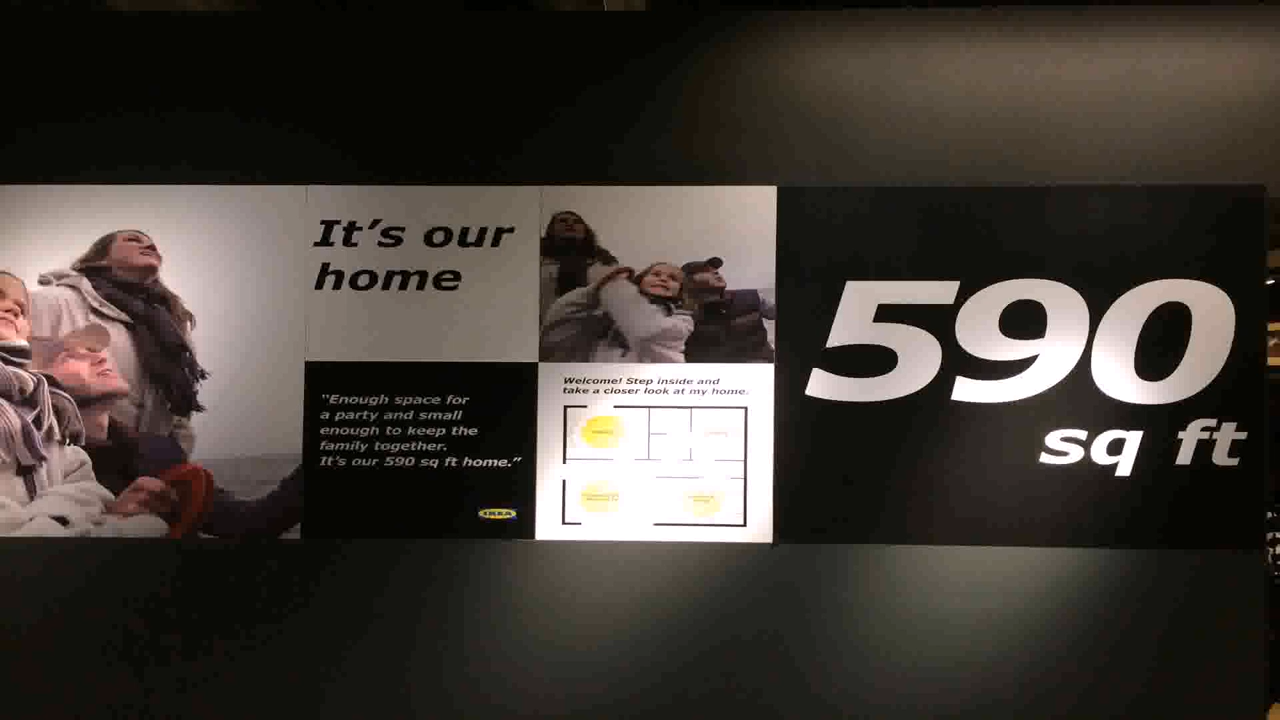 It's our
home
"Enough space for
a party and small
enough to keep the
family together.
It's our 590 sq ft home."
IKEA
Welcome! Step inside and
take a closer look at my home.
590
sq ft